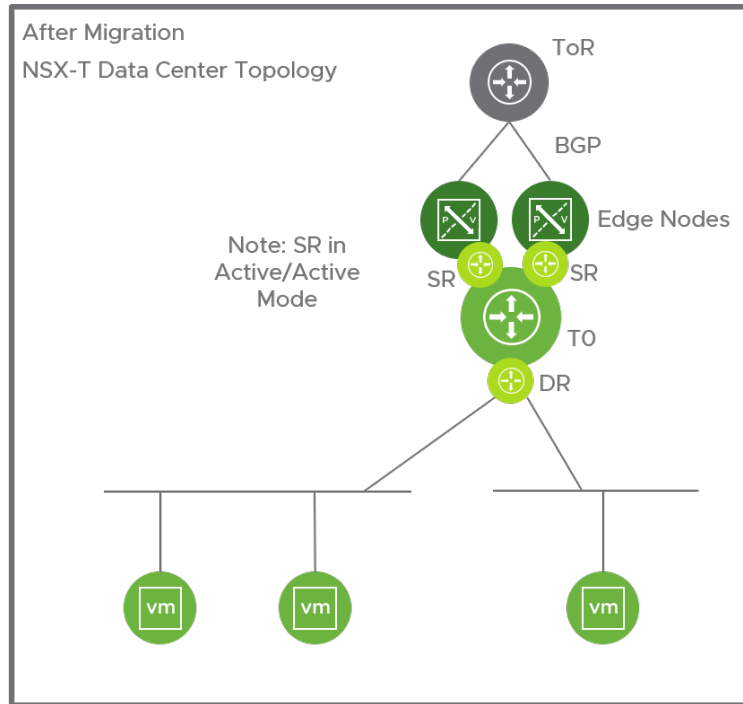 After Migration
NSX-T Data Center Topology
ToR
BGP
P V
P V
Edge Nodes
Note: SR in
Active/Active
Mode
SR
SR
T0
DR
vm
vm
vm